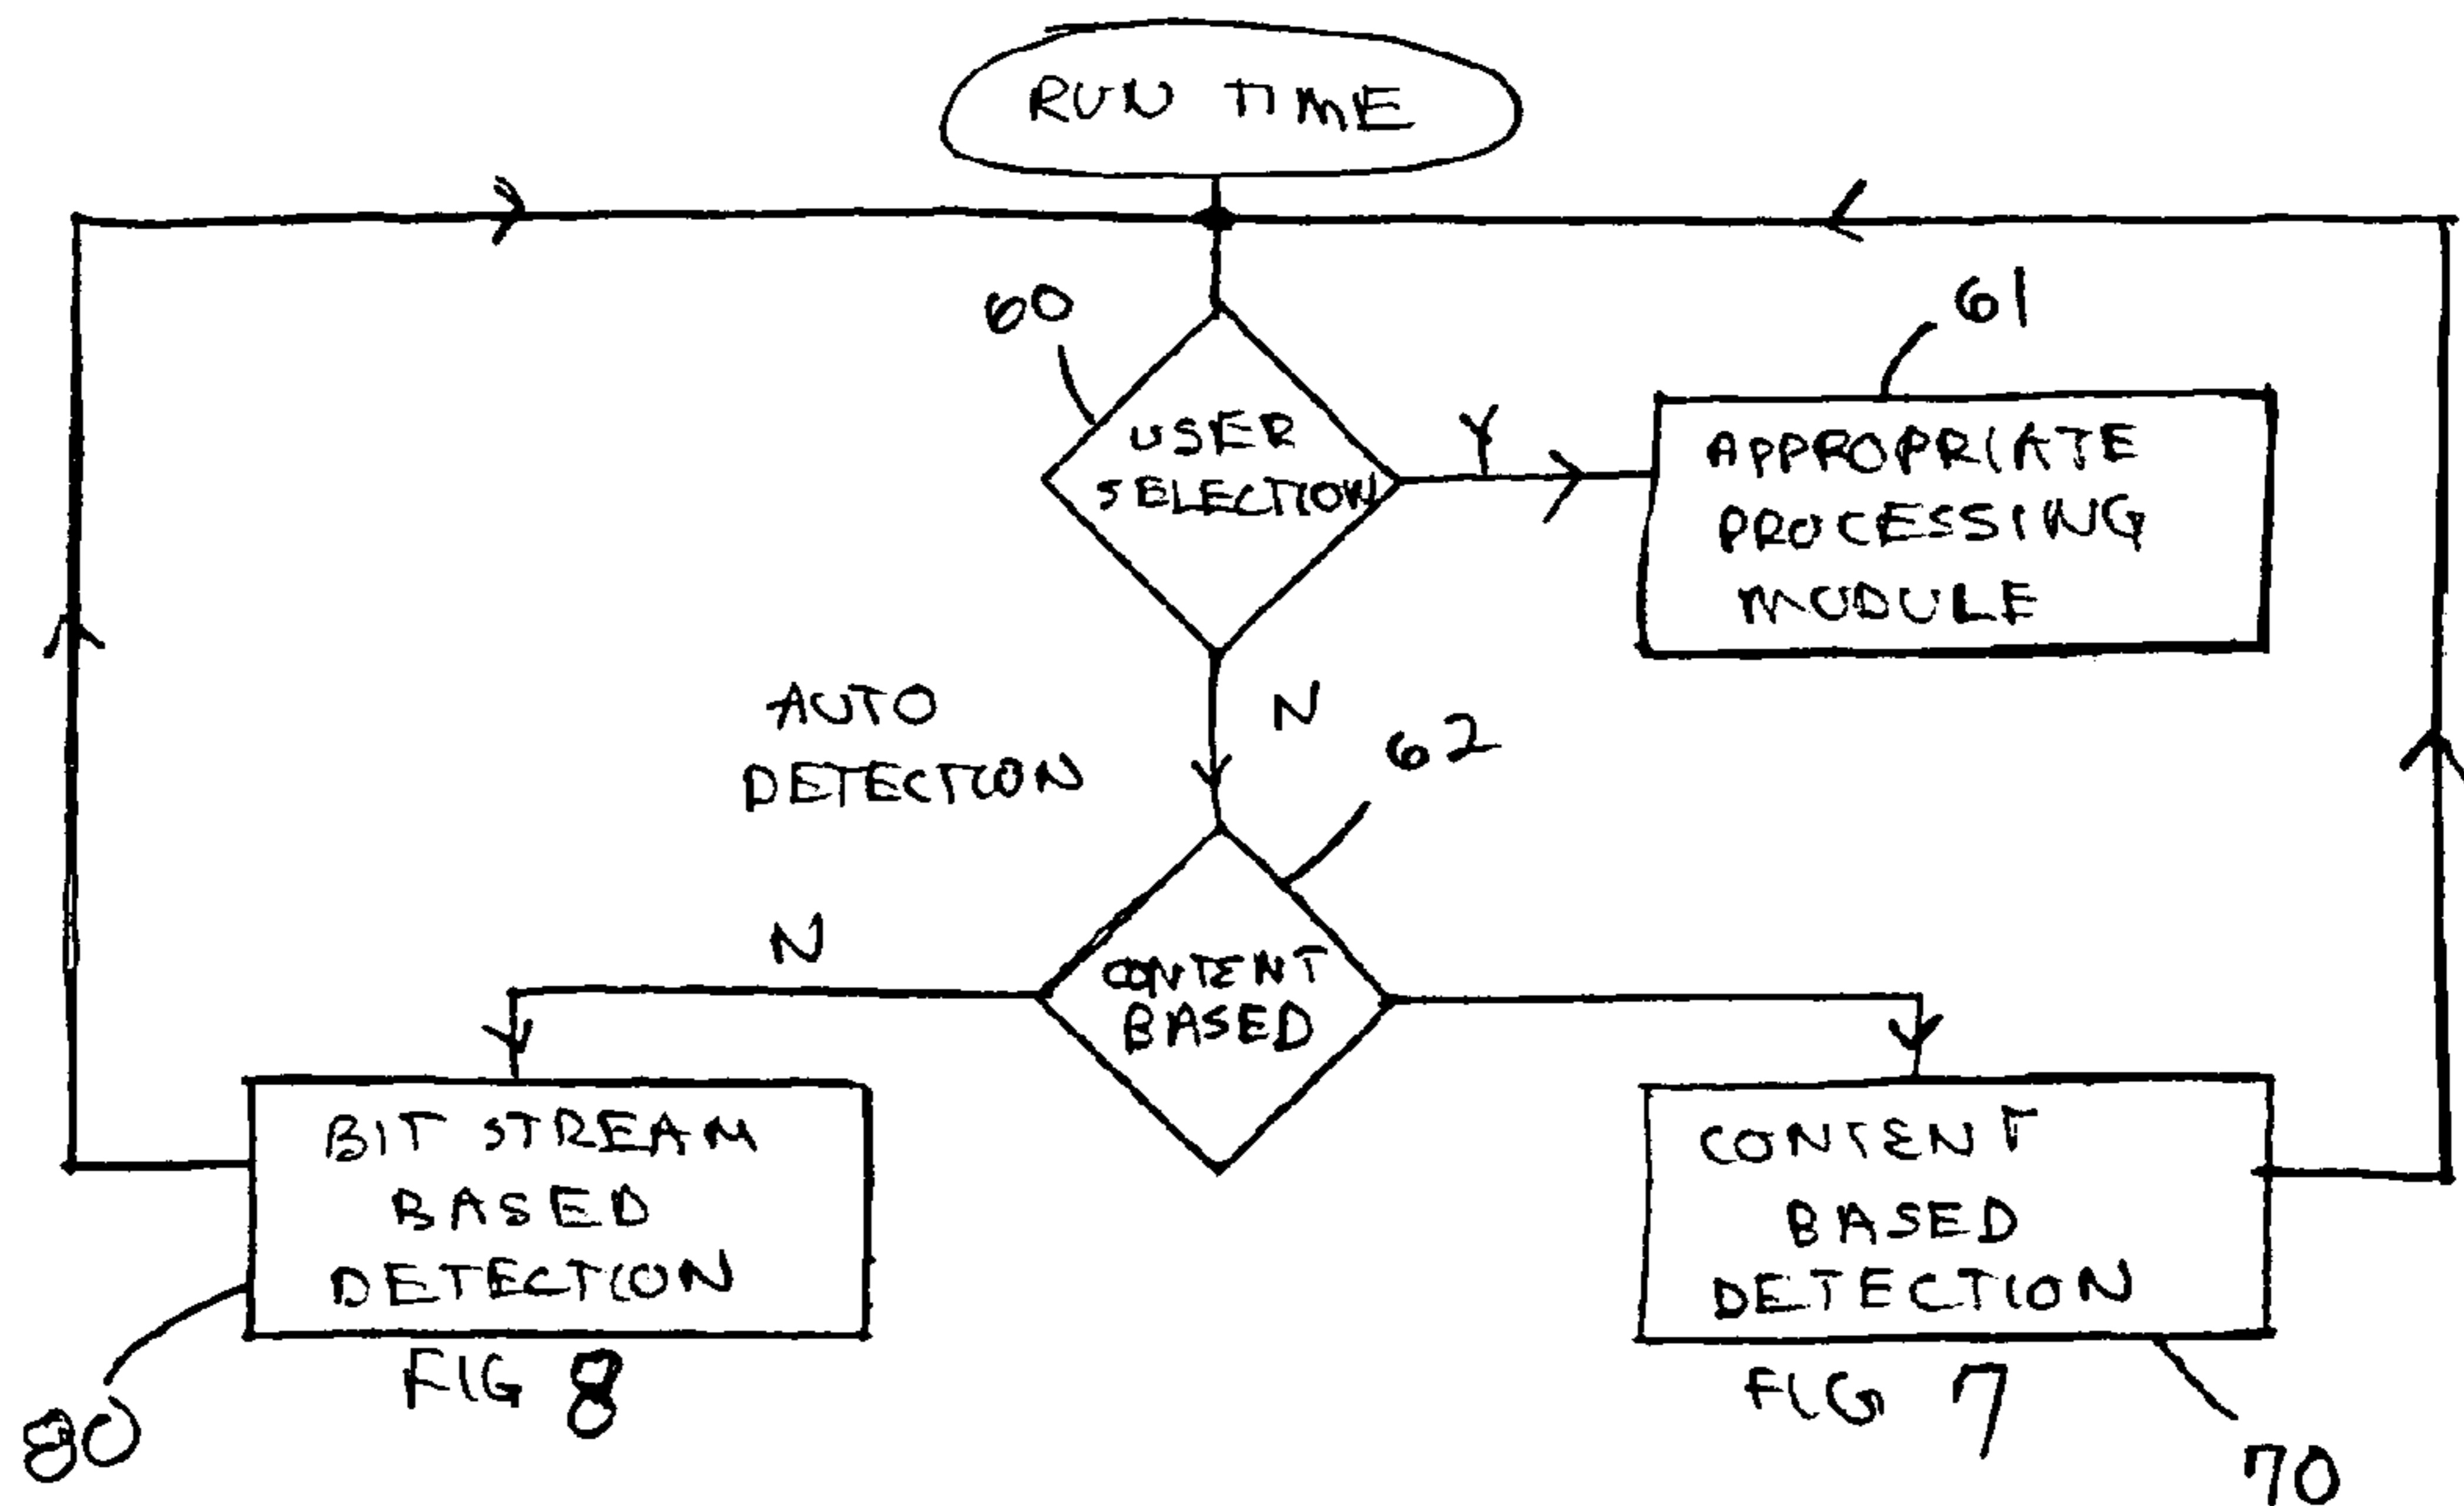 RUN TIME
60
61
USER
SELECTION
Y
APPROPRIATE
PROCESSING
MODULE
AUTO
DETECTION
N
62
N
CONTENT
BASED
BIT STREAM
BASED
DETECTION
CONTENT
BASED
DETECTION
FIG 8
FIG 7
80
70